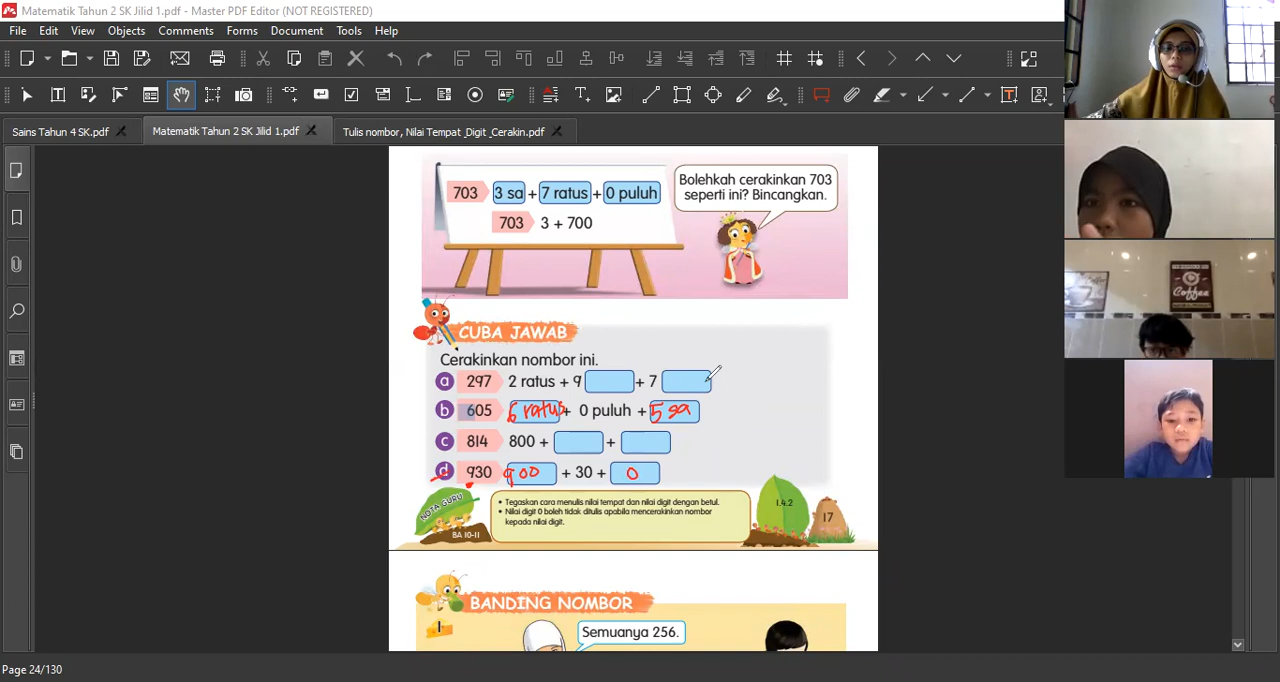 Matematik Tahun 2 SK Jilid 1.pdf - Master PDF Editor (NOT REGISTERED)
File Edit View Objects Comments Forms Document Tools Help
Sains Tahun 4 SK.pdf Matematik Tahun 2 SK Jilid 1.pdf Tulis nombor, Nilai Tempat ,Digit ,Cerakin.pdf
703 3 sa + 7 ratus + 0 puluh
703 3 + 700
Bolehkah cerakinkan 703
seperti ini? Bincangkan.
CUBA JAWAB
Cerakinkan nombor ini.
a 297 2 ratus + 9 + 7
b 605 6 ratus + 0 puluh + 5 sa
c 814 800 + +
d 930 900 + 30 + 0
NOTA GURU
BA 10-11
• Tegaskan cara menulis nilai tempat dan nilai digit dengan betul.
• Nilai digit 0 boleh tidak ditulis apabila mencerakinkan nombor
kepada nilai digit.
1.4.2
17
BANDING NOMBOR
1
Semuanya 256.
Coffee
Page 24/130